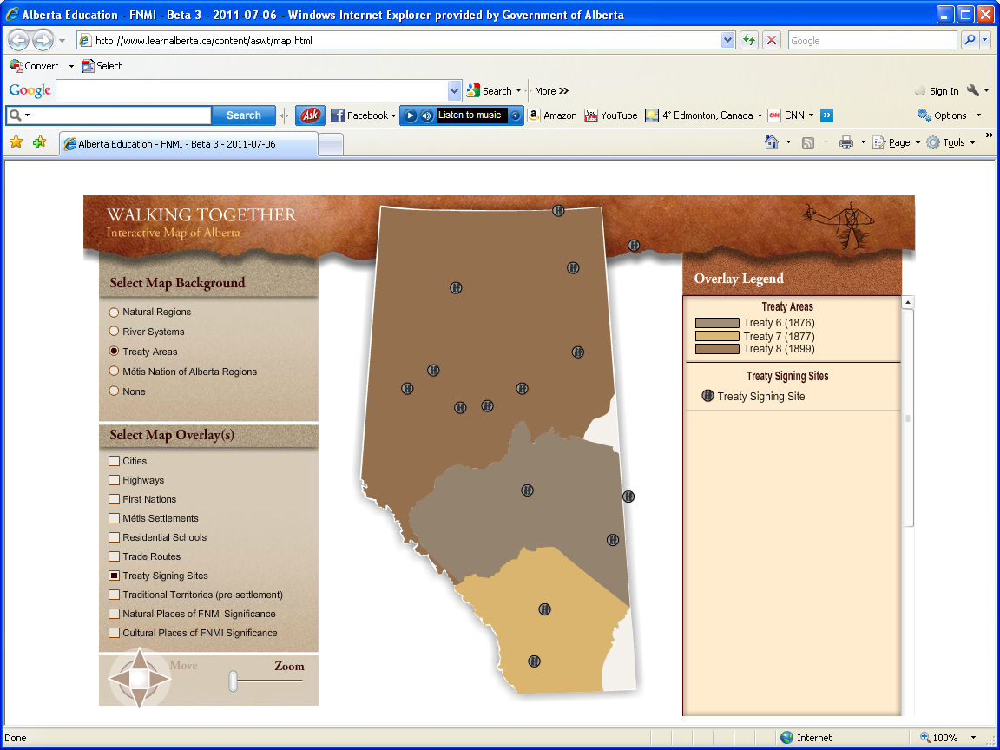 Alberta Education - FNMI - Beta 3 - 2011-07-06 - Windows Internet Explorer provided by Government of Alberta
http://www.learnalberta.ca/content/aswt/map.html
Google
Convert
Select
Google
Search
More
Sign In
Search
Ask
Facebook
Listen to music
Amazon
You Tube
YouTube
4° Edmonton, Canada
CNN
CNN
Options
Alberta Education - FNMI - Beta 3 - 2011-07-06
Page
Tools
WALKING TOGETHER
Interactive Map of Alberta
Select Map Background
Natural Regions
River Systems
Treaty Areas
Métis Nation of Alberta Regions
None
Select Map Overlay(s)
Cities
Highways
First Nations
Métis Settlements
Residential Schools
Trade Routes
Treaty Signing Sites
Traditional Territories (pre-settlement)
Natural Places of FNMI Significance
Cultural Places of FNMI Significance
Move
Zoom
Overlay Legend
Treaty Areas
Treaty 6 (1876)
Treaty 7 (1877)
Treaty 8 (1899)
Treaty Signing Sites
Treaty Signing Site
Done
Internet
100%